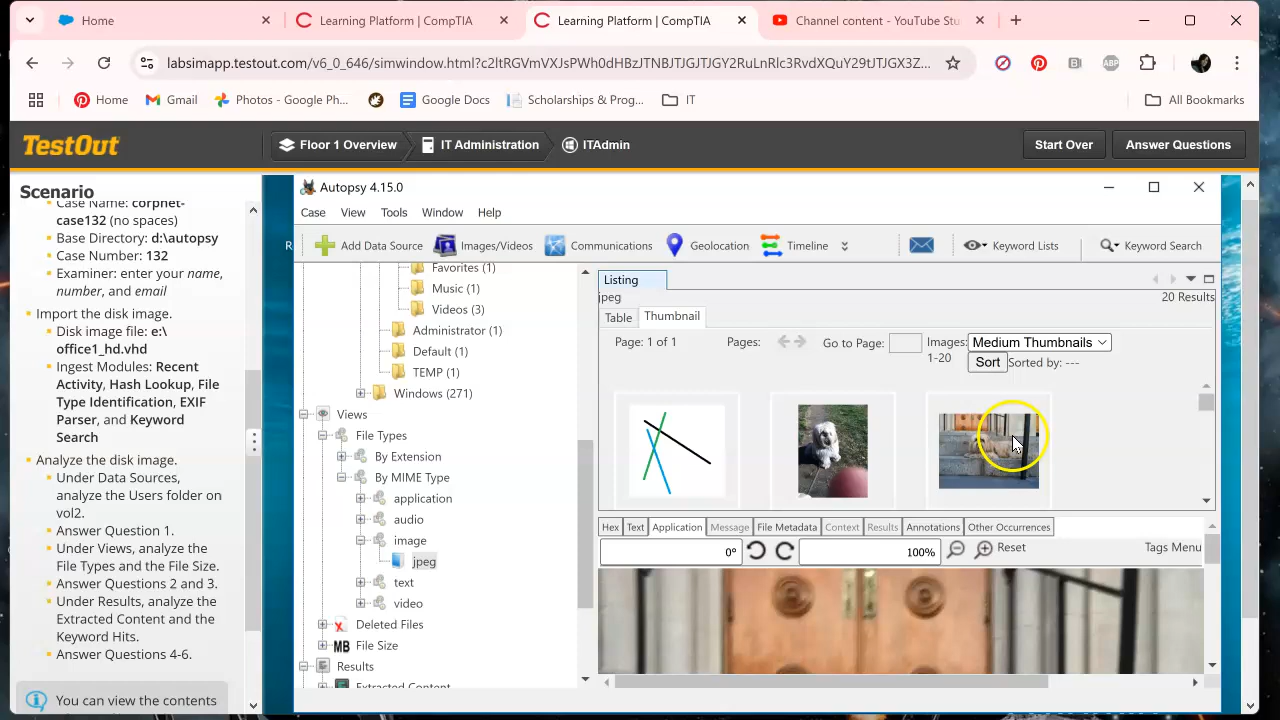 Home
Learning Platform | CompTIA
Learning Platform | CompTIA
Channel content - YouTube Stu
labsimapp.testout.com/v6_0_646/simwindow.html?c2ltRGVmVXJsPWh0dHBzJTNBJTJGJTJGY2RuLnRlc3RvdXQuY29tJTJGX3Z...
Home
Gmail
Photos - Google Ph...
Google Docs
Scholarships & Prog...
IT
All Bookmarks
TestOut
Floor 1 Overview
IT Administration
ITAdmin
Start Over
Answer Questions
Scenario
Case Name: corpnet-
case132 (no spaces)
Base Directory: d:\autopsy
Case Number: 132
Examiner: enter your name,
number, and email
Import the disk image.
Disk image file: e:\
office1_hd.vhd
Ingest Modules: Recent
Activity, Hash Lookup, File
Type Identification, EXIF
Parser, and Keyword
Search
Analyze the disk image.
Under Data Sources,
analyze the Users folder on
vol2.
Answer Question 1.
Under Views, analyze the
File Types and the File Size.
Answer Questions 2 and 3.
Under Results, analyze the
Extracted Content and the
Keyword Hits.
Answer Questions 4-6.
You can view the contents
R
Autopsy 4.15.0
Case View Tools Window Help
Add Data Source
Images/Videos
Communications
Geolocation
Timeline
Keyword Lists
Keyword Search
Favorites (1)
Music (1)
Videos (3)
Administrator (1)
Default (1)
TEMP (1)
Windows (271)
Views
File Types
By Extension
By MIME Type
application
audio
image
jpeg
text
video
Deleted Files
MB File Size
Results
Extracted Content
Listing
jpeg
20 Results
Table
Thumbnail
Page: 1 of 1
Pages:
Go to Page:
Images:
1-20
Medium Thumbnails
Sort
Sorted by: ---
Hex Text Application Message File Metadata Context Results Annotations Other Occurrences
0°
100%
Reset
Tags Menu
ABP